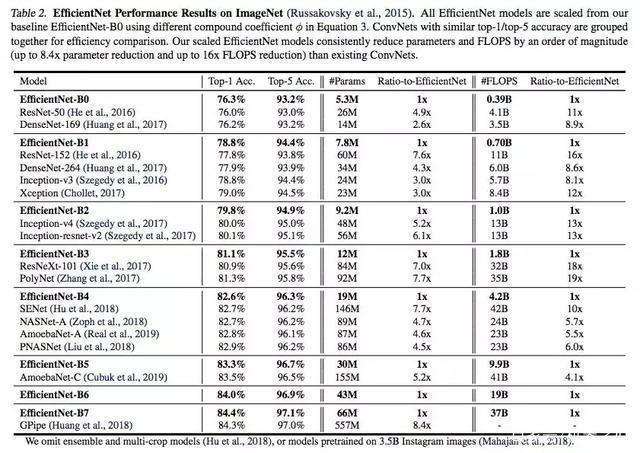 Table 2. EfficientNet Performance Results on ImageNet (Russakovsky et al., 2015). All EfficientNet models are scaled from our
baseline EfficientNet-B0 using different compound coefficient ϕ in Equation 3. ConvNets with similar top-1/top-5 accuracy are grouped
together for efficiency comparison. Our scaled EfficientNet models consistently reduce parameters and FLOPS by an order of magnitude
(up to 8.4x parameter reduction and up to 16x FLOPS reduction) than existing ConvNets.
Model Top-1 Acc. Top-5 Acc. #Params Ratio-to-EfficientNet #FLOPS Ratio-to-EfficientNet
EfficientNet-B0 76.3% 93.2% 5.3M 1x 0.39B 1x
ResNet-50 (He et al., 2016) 76.0% 93.0% 26M 4.9x 4.1B 11x
DenseNet-169 (Huang et al., 2017) 76.2% 93.2% 14M 2.6x 3.5B 8.9x
EfficientNet-B1 78.8% 94.4% 7.8M 1x 0.70B 1x
ResNet-152 (He et al., 2016) 77.8% 93.8% 60M 7.6x 11B 16x
DenseNet-264 (Huang et al., 2017) 77.9% 93.9% 34M 4.3x 6.0B 8.6x
Inception-v3 (Szegedy et al., 2016) 78.8% 94.4% 24M 3.0x 5.7B 8.1x
Xception (Chollet, 2017) 79.0% 94.5% 23M 3.0x 8.4B 12x
EfficientNet-B2 79.8% 94.9% 9.2M 1x 1.0B 1x
Inception-v4 (Szegedy et al., 2017) 80.0% 95.0% 48M 5.2x 13B 13x
Inception-resnet-v2 (Szegedy et al., 2017) 80.1% 95.1% 56M 6.1x 13B 13x
EfficientNet-B3 81.1% 95.5% 12M 1x 1.8B 1x
ResNeXt-101 (Xie et al., 2017) 80.9% 95.6% 84M 7.0x 32B 18x
PolyNet (Zhang et al., 2017) 81.3% 95.8% 92M 7.7x 35B 19x
EfficientNet-B4 82.6% 96.3% 19M 1x 4.2B 1x
SENet (Hu et al., 2018) 82.7% 96.2% 146M 7.7x 42B 10x
NASNet-A (Zoph et al., 2018) 82.7% 96.2% 89M 4.7x 24B 5.7x
AmoebaNet-A (Real et al., 2019) 82.8% 96.1% 87M 4.6x 23B 5.5x
PNASNet (Liu et al., 2018) 82.9% 96.2% 86M 4.5x 23B 6.0x
EfficientNet-B5 83.3% 96.7% 30M 1x 9.9B 1x
AmoebaNet-C (Cubuk et al., 2019) 83.5% 96.5% 155M 5.2x 41B 4.1x
EfficientNet-B6 84.0% 96.9% 43M 1x 19B 1x
EfficientNet-B7 84.4% 97.1% 66M 1x 37B 1x
GPipe (Huang et al., 2018) 84.3% 97.0% 557M 8.4x - -
We omit ensemble and multi-crop models (Hu et al., 2018), or models pretrained on 3.5B Instagram images (Mahajan et al., 2018).